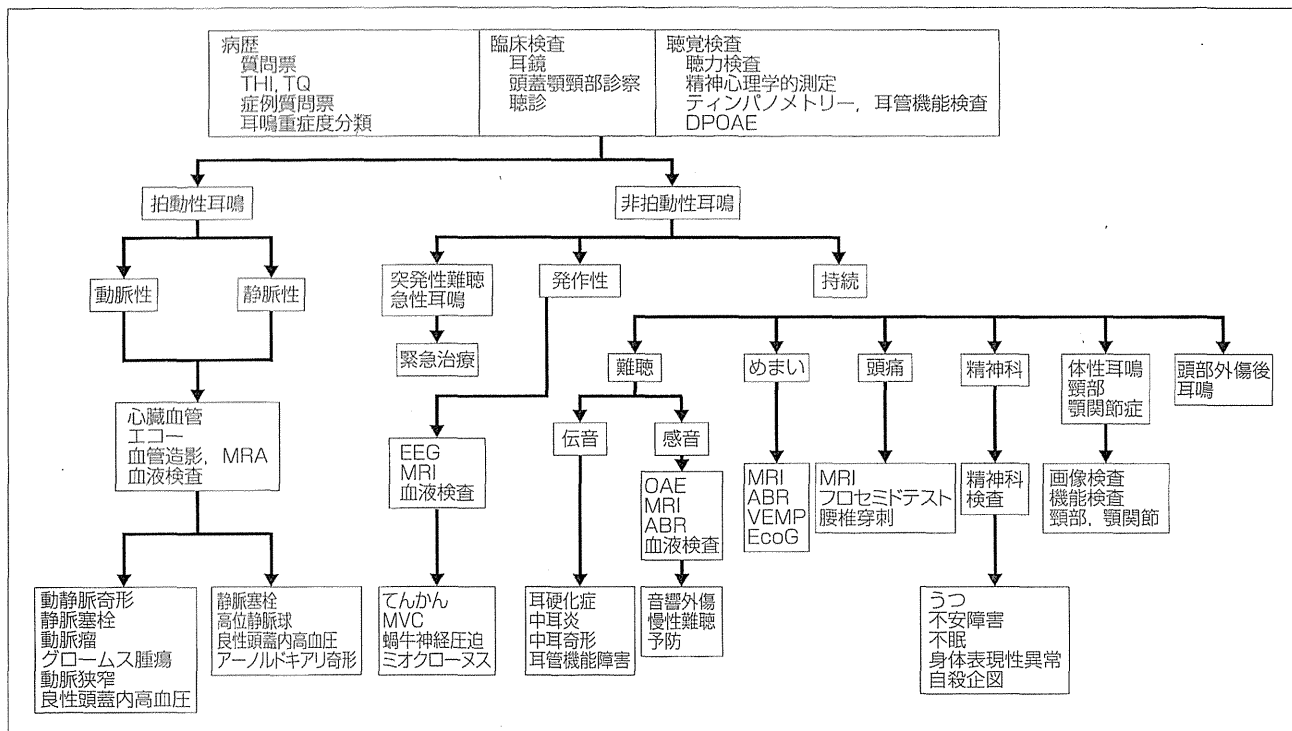 病歴
質問票
THI, TQ
症例質問票
耳鳴重症度分類
臨床検査
耳鏡
頭蓋顎頸部診察
聴診
聴覚検査
聴力検査
精神心理学的測定
ティンパノメトリー，耳管機能検査
DPOAE
拍動性耳鳴
非拍動性耳鳴
動脈性
静脈性
突発性難聴
急性耳鳴
発作性
持続
緊急治療
難聴
めまい
頭痛
精神科
体性耳鳴
頸部
顎関節症
頭部外傷後
耳鳴
心臓血管
エコー
血管造影，MRA
血液検査
EEG
MRI
血液検査
伝音
感音
OAE
MRI
ABR
血液検査
MRI
ABR
VEMP
EcoG
MRI
フロセミドテスト
腰椎穿刺
精神科
検査
画像検査
機能検査
頸部，顎関節
動静脈奇形
静脈塞栓
動脈瘤
グロームス腫瘍
動脈狭窄
良性頭蓋内高血圧
静脈塞栓
高位静脈球
良性頭蓋内高血圧
アーノルドキアリ奇形
てんかん
MVC
蝸牛神経圧迫
ミオクローヌス
耳硬化症
中耳炎
中耳奇形
耳管機能障害
音響外傷
慢性難聴
予防
うつ
不安障害
不眠
身体表現性異常
自殺企図